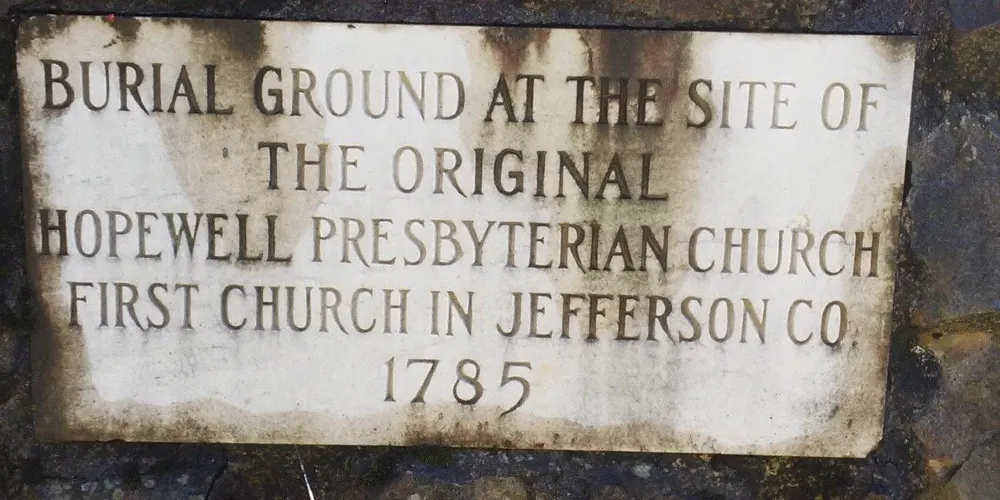 BURIAL GROUND AT THE SITE OF
THE ORIGINAL
HOPEWELL PRESBYTERIAN CHURCH
FIRST CHURCH IN JEFFERSON CO.
1785